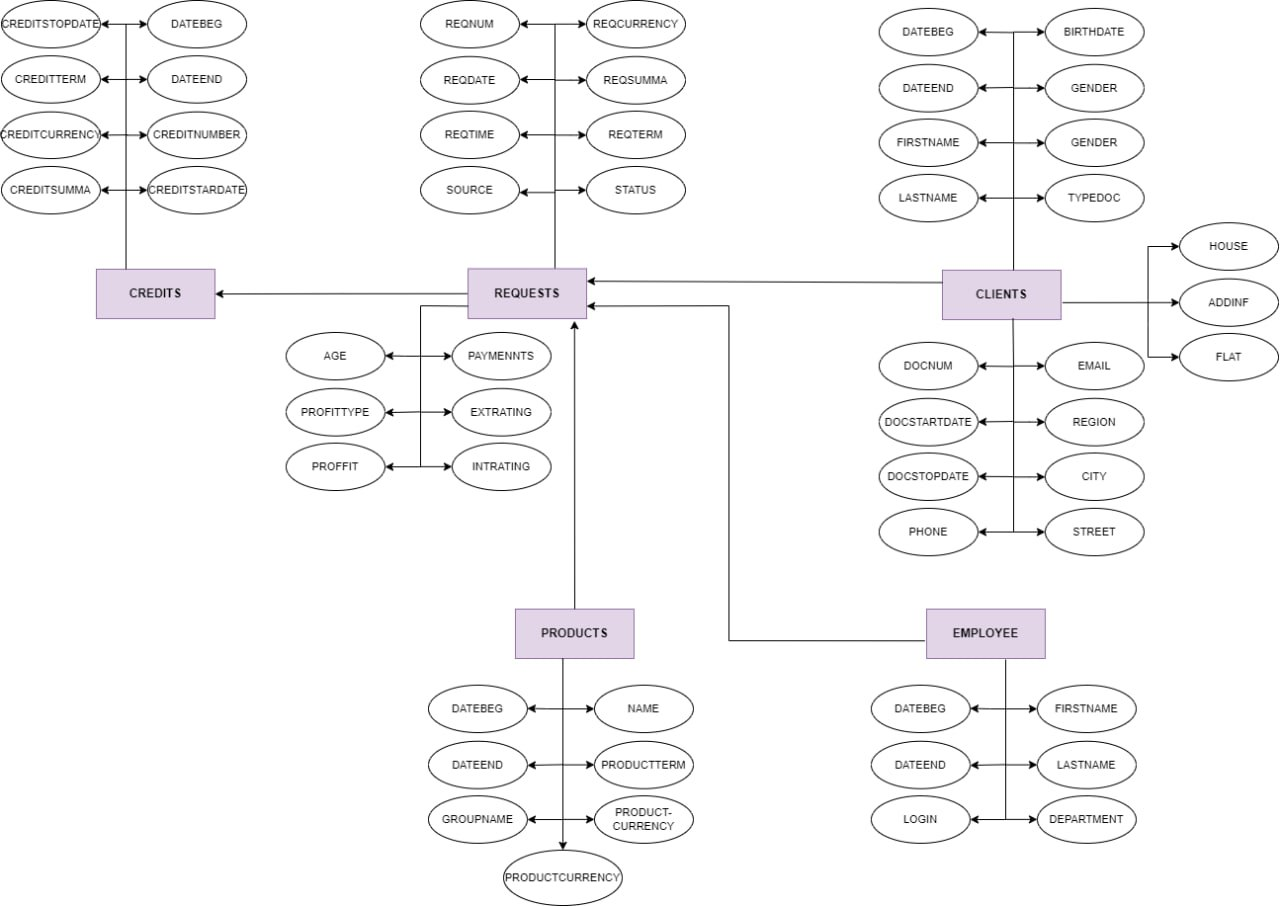 CREDITSTOPDATE
DATEBEG
CREDITTERM
DATEEND
CREDITCURRENCY
CREDITNUMBER
CREDITSUMMA
CREDITSTARDATE
CREDITS
REQNUM
REQCURRENCY
REQDATE
REQSUMMA
REQTIME
REQTERM
SOURCE
STATUS
REQUESTS
AGE
PAYMENNTS
PROFITTYPE
EXTRATING
PROFFIT
INTRATING
DATEBEG
BIRTHDATE
DATEEND
GENDER
FIRSTNAME
GENDER
LASTNAME
TYPEDOC
CLIENTS
HOUSE
ADDINF
FLAT
DOCNUM
EMAIL
DOCSTARTDATE
REGION
DOCSTOPDATE
CITY
PHONE
STREET
PRODUCTS
DATEBEG
NAME
DATEEND
PRODUCTTERM
GROUPNAME
PRODUCT-
CURRENCY
PRODUCTCURRENCY
EMPLOYEE
DATEBEG
FIRSTNAME
DATEEND
LASTNAME
LOGIN
DEPARTMENT